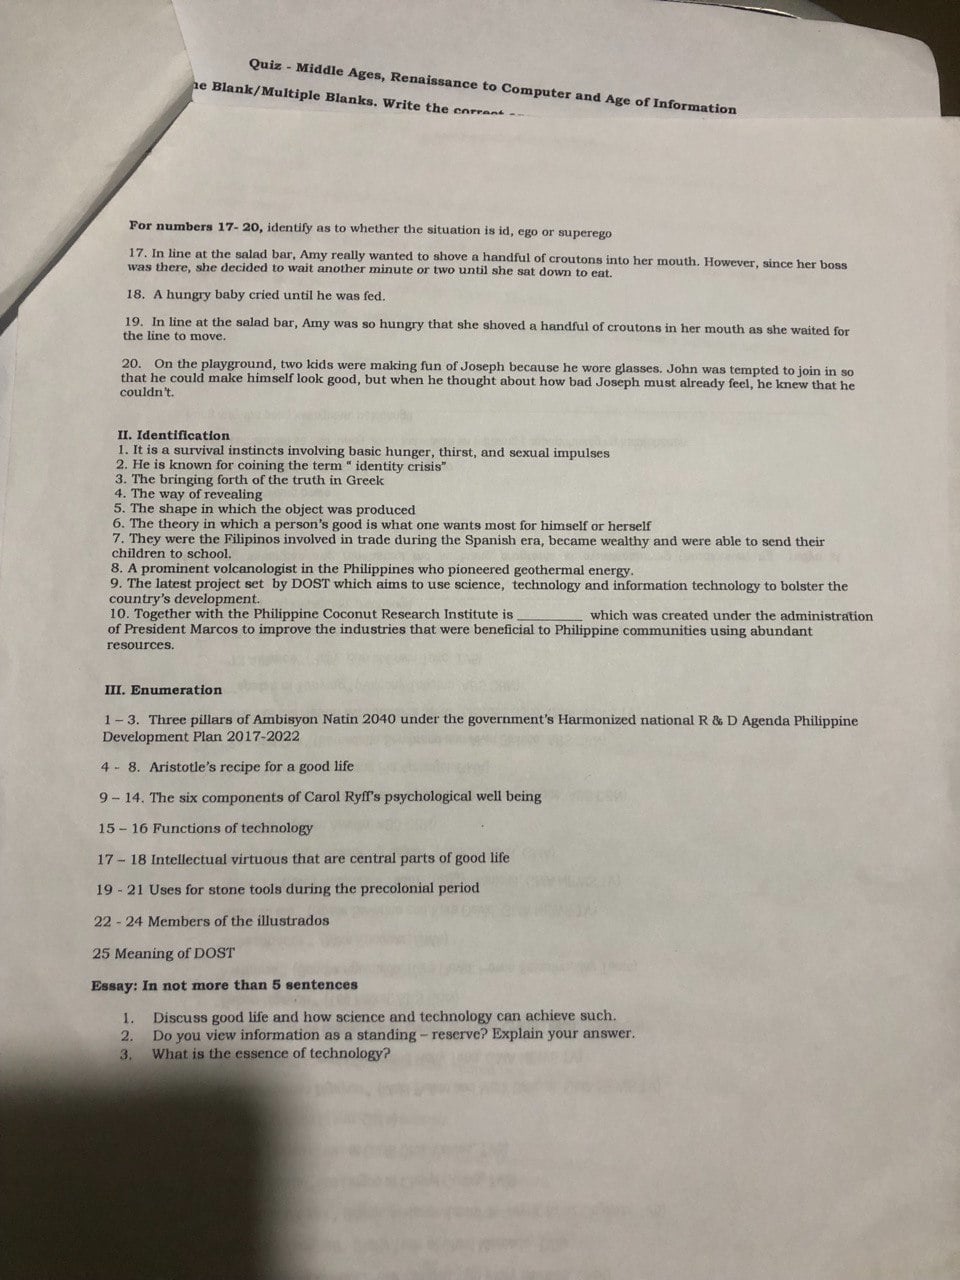 Quiz - Middle Ages, Renaissance to Computer and Age of Information
Blank/Multiple Blanks. Write the
For numbers 17- 20, identify as to whether the situation is id, ego or superego
17. In line at the salad bar, Amy really wanted to shove a handful of croutons into her mouth. However, since her boss
was there, she decided to wait another minute or two until she sat down to eat.
18. A hungry baby cried until he was fed.
19. In line at the salad bar, Amy was so hungry that she shoved a handful of croutons in her mouth as she waited for
the line to move.
20. On the playground, two kids were making fun of Joseph because he wore glasses. John was tempted to join in so
that he could make himself look good, but when he thought about how bad Joseph must already feel, he knew that he
couldn't.
II. Identification
1. It is a survival instincts involving basic hunger, thirst, and sexual impulses
2. He is known for coining the term " identity crisis"
3. The bringing forth of the truth in Greek
4. The way of revealing
5. The shape in which the object was produced
6. The theory in which a person's good is what one wants most for himself or herself
7. They were the Filipinos involved in trade during the Spanish era, became wealthy and were able to send their
children to school.
8. A prominent volcanologist in the Philippines who pioneered geothermal energy.
9. The latest project set by DOST which aims to use science, technology and information technology to bolster the
country's development.
10. Together with the Philippine Coconut Research Institute is _________ which was created under the administration
of President Marcos to improve the industries that were beneficial to Philippine communities using abundant
resources.
III. Enumeration
1 – 3. Three pillars of Ambisyon Natin 2040 under the government's Harmonized national R & D Agenda Philippine
Development Plan 2017-2022
4 - 8. Aristotle's recipe for a good life
9 – 14. The six components of Carol Ryff's psychological well being
15 – 16 Functions of technology
17 – 18 Intellectual virtuous that are central parts of good life
19 - 21 Uses for stone tools during the precolonial period
22 - 24 Members of the illustrados
25 Meaning of DOST
Essay: In not more than 5 sentences
1. Discuss good life and how science and technology can achieve such.
2. Do you view information as a standing – reserve? Explain your answer.
3. What is the essence of technology?